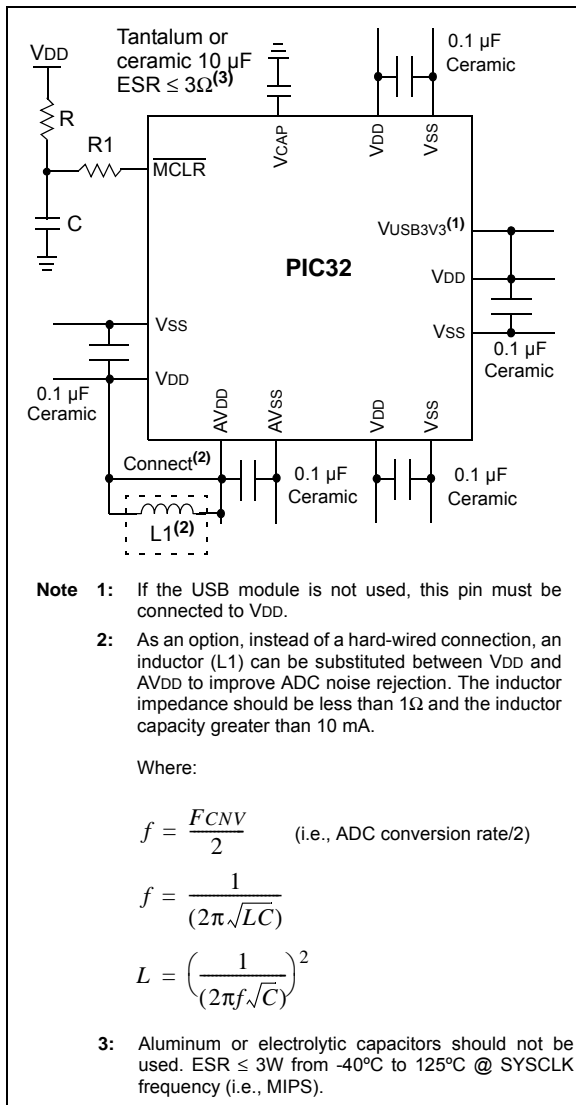 VDD
Tantalum or
ceramic 10 µF
ESR ≤ 3Ω(3)
0.1 µF
Ceramic
R
R1
C
MCLR
VCAP
VDD
VSS
VUSB3V3(1)
VDD
VSS
PIC32
0.1 µF
Ceramic
VSS
VDD
0.1 µF
Ceramic
AVDD
AVSS
VDD
VSS
Connect(2)
L1(2)
0.1 µF
Ceramic
0.1 µF
Ceramic
Note 1: If the USB module is not used, this pin must be
connected to VDD.
2: As an option, instead of a hard-wired connection, an
inductor (L1) can be substituted between VDD and
AVDD to improve ADC noise rejection. The inductor
impedance should be less than 1Ω and the inductor
capacity greater than 10 mA.
Where:
f = FCNV / 2 (i.e., ADC conversion rate/2)
f = 1 / (2π√LC)
L = (1 / (2πf√C))²
3: Aluminum or electrolytic capacitors should not be
used. ESR ≤ 3W from -40ºC to 125ºC @ SYSCLK
frequency (i.e., MIPS).